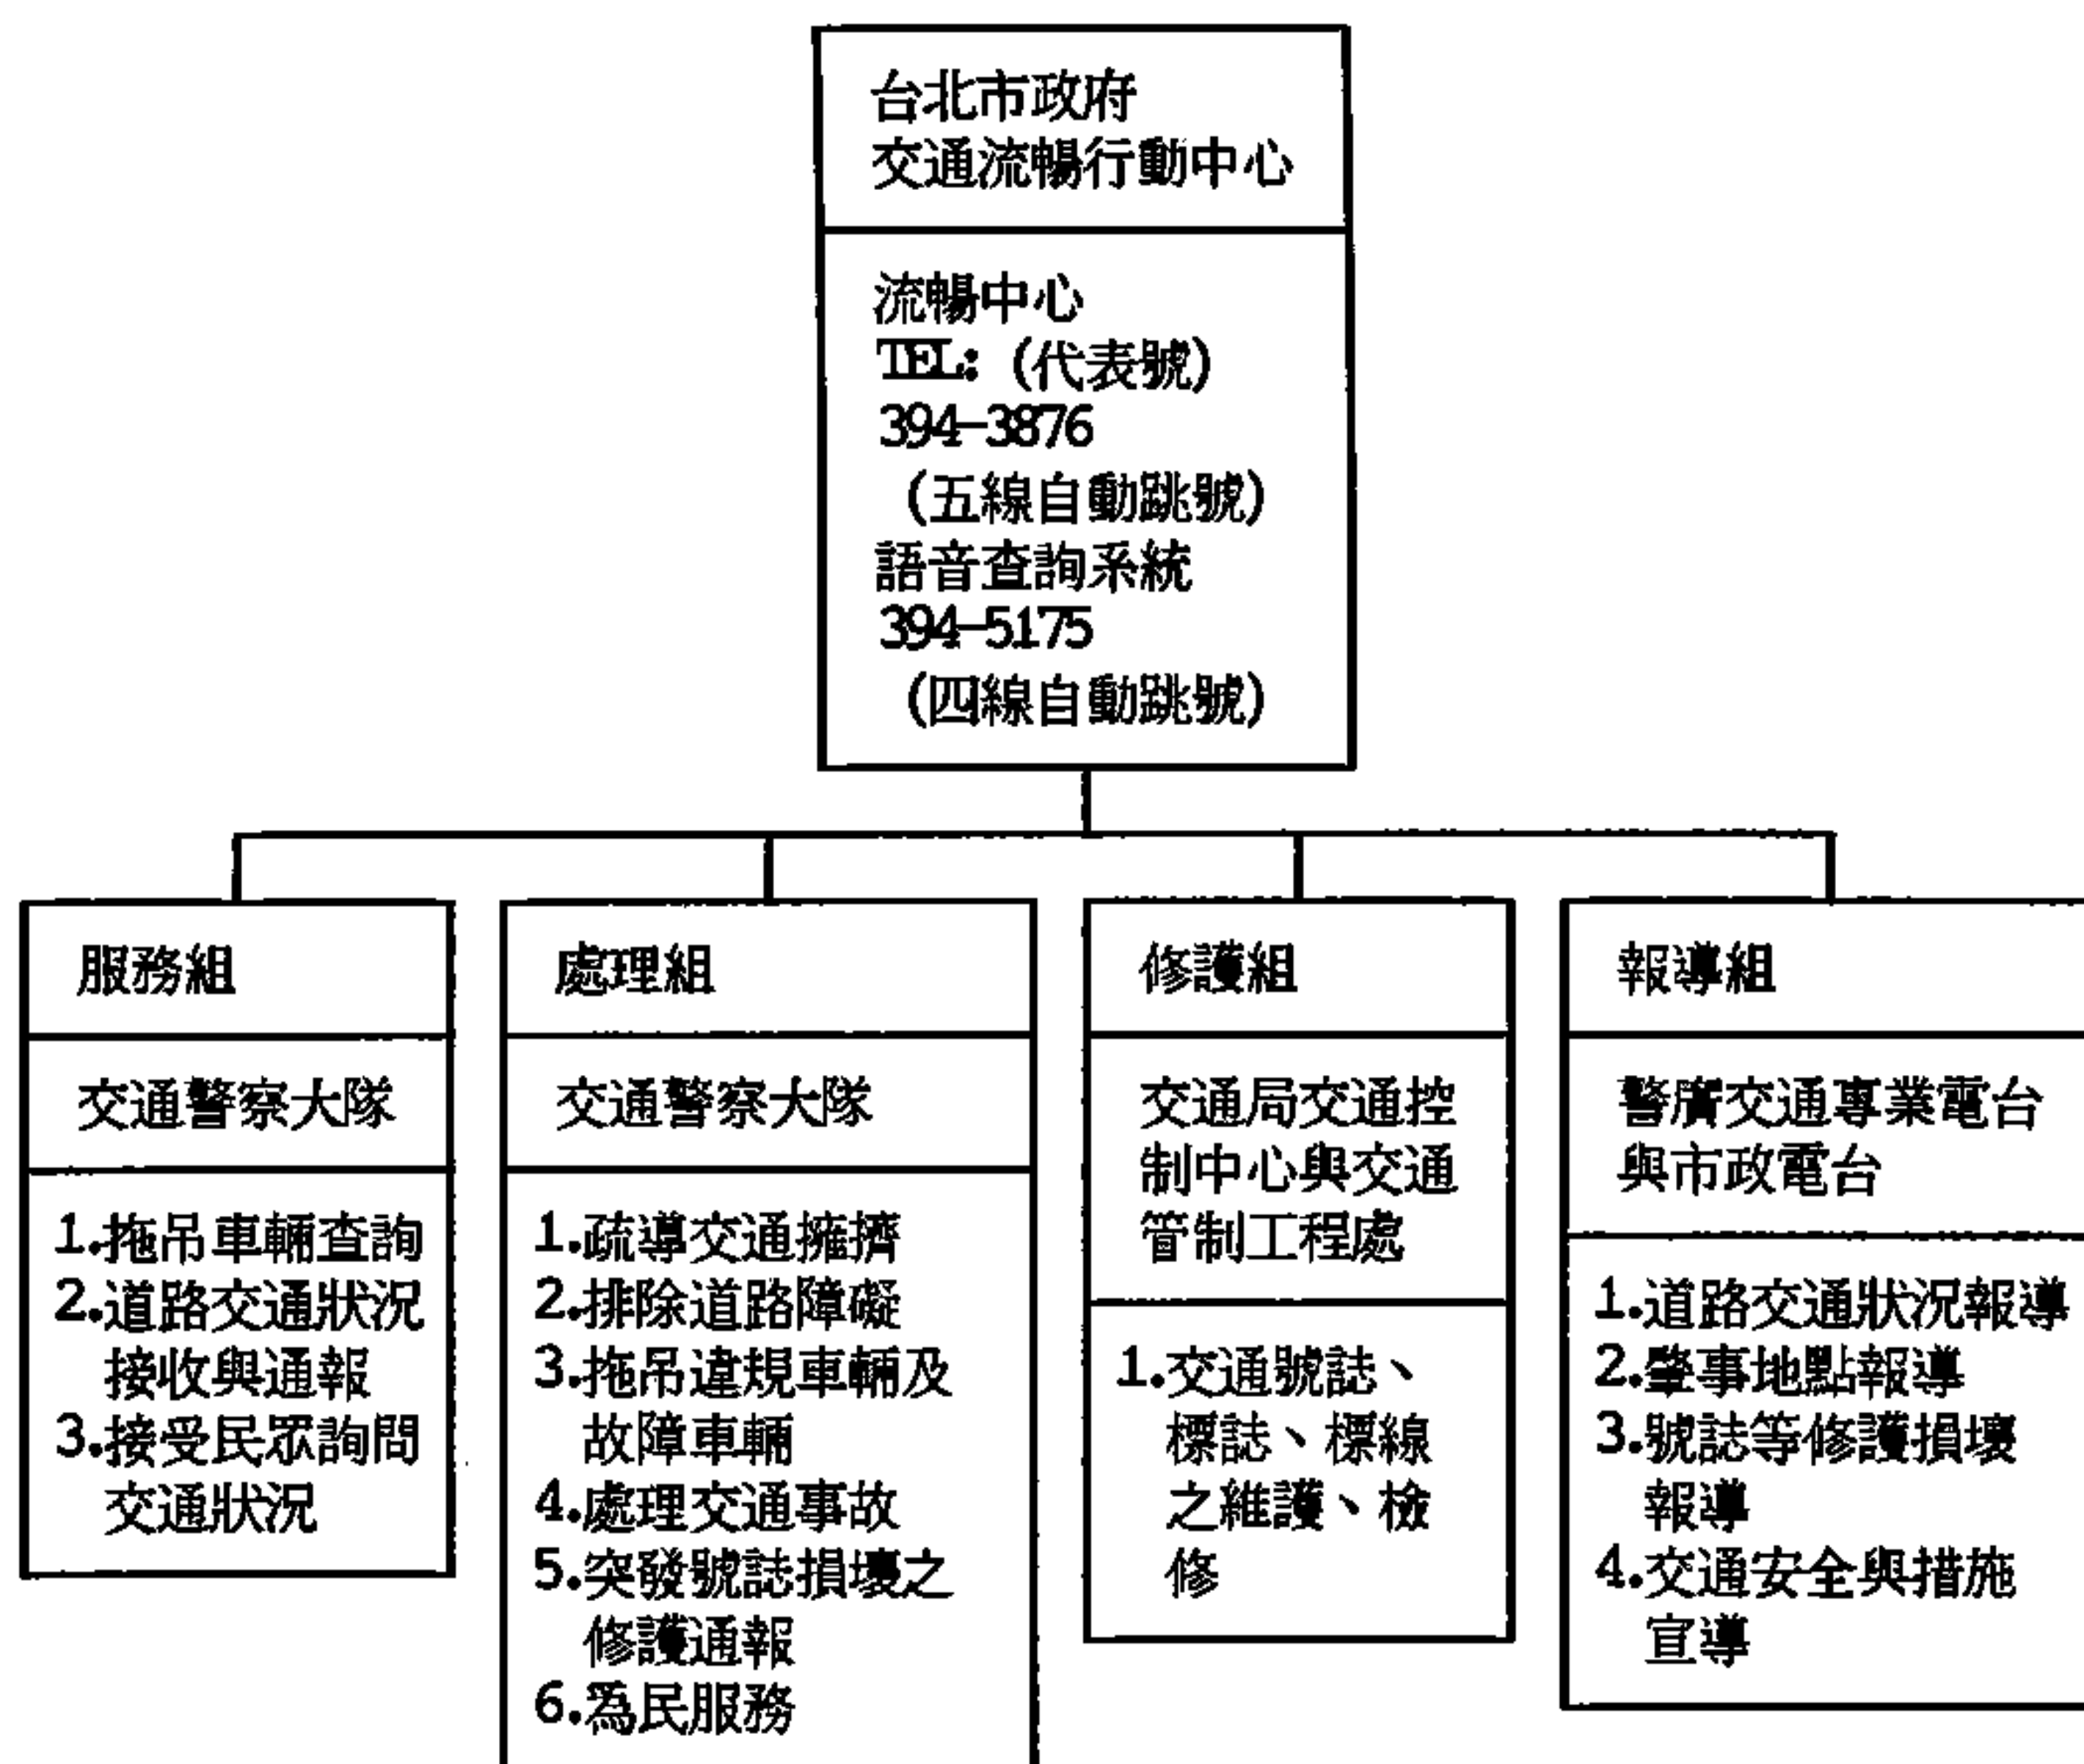 台北市政府
交通流暢行動中心
流暢中心
TEL:(代表號)
394-3876
(五線自動跳號)
語音查詢系統
394-5175
(四線自動跳號)
服務組
交通警察大隊
1.拖吊車輛查詢
2.道路交通狀況
接收與通報
3.接受民眾詢問
交通狀況
處理組
交通警察大隊
1.疏導交通擁擠
2.排除道路障礙
3.拖吊違規車輛及
故障車輛
4.處理交通事故
5.突發號誌損壞之
修護通報
6.為民服務
修護組
交通局交通控
制中心與交通
管制工程處
1.交通號誌、
標誌、標線
之維護、檢
修
報導組
警廣交通專業電台
與市政電台
1.道路交通狀況報導
2.肇事地點報導
3.號誌等修護損壞
報導
4.交通安全與措施
宣導